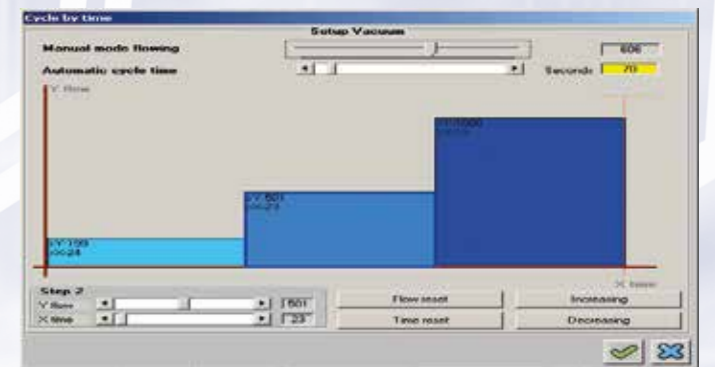 Cycle by time
Setup Vacuum
Manual mode flowing 606
Automatic cycle time Seconds 70
Y flow
Y=501
X=23
Y=199
X=24
X time
Step 2
Y flow 501
X time 23
Flow reset
Increasing
Time reset
Decreasing